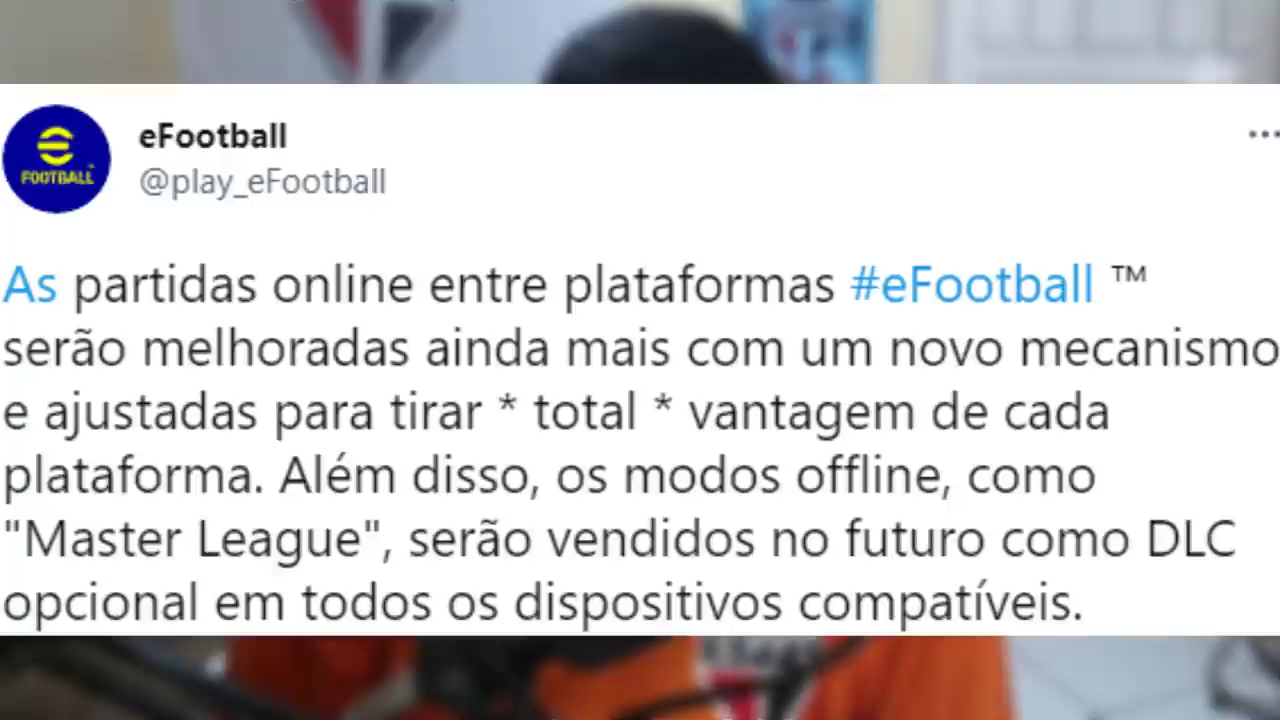 eFootball
@play_eFootball
FOOTBALL™
As partidas online entre plataformas #eFootball ™
serão melhoradas ainda mais com um novo mecanismo
e ajustadas para tirar * total * vantagem de cada
plataforma. Além disso, os modos offline, como
"Master League", serão vendidos no futuro como DLC
opcional em todos os dispositivos compatíveis.